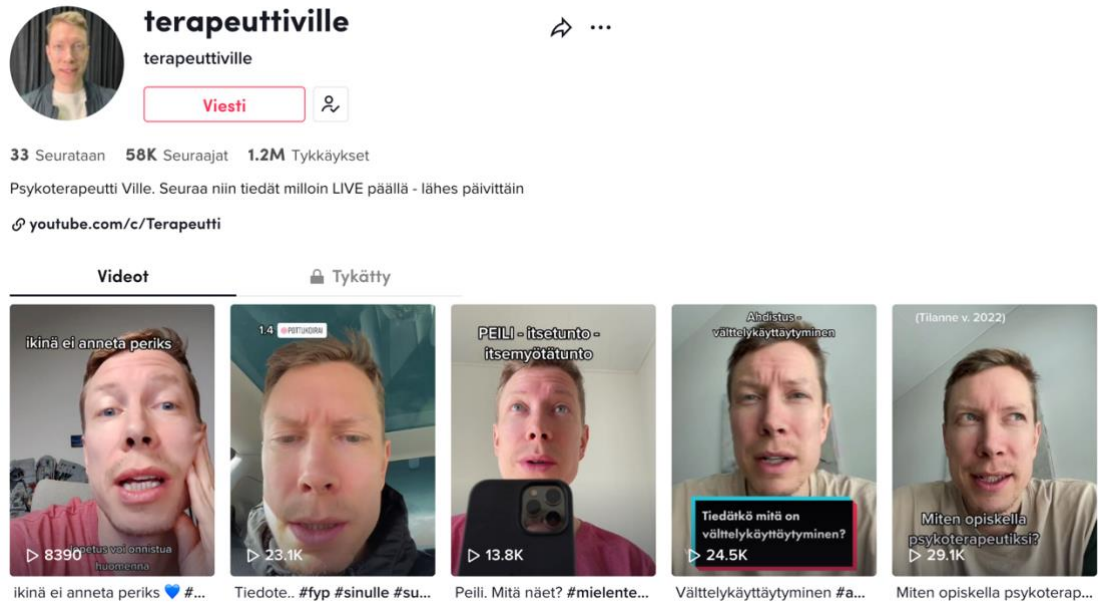 terapeuttiville
terapeuttiville
Viesti
33 Seurataan 58K Seuraajat 1.2M Tykkäykset
Psykoterapeutti Ville. Seuraa niin tiedät milloin LIVE päällä - lähes päivittäin
youtube.com/c/Terapeutti
Videot Tykätty
ikinä ei anneta periks
voi onnistua
huomenna
8390
ikinä ei anneta periks 💙 #...
1.4
23.1K
Tiedote.. #fyp #sinulle #su...
PEILI - itsetunto -
itsemyötätunto
13.8K
Peili. Mitä näet? #mielente...
Ahdistus -
välttelykäyttäytyminen
Tiedätkö mitä on
välttelykäyttäytyminen?
24.5K
Välttelykäyttäytyminen #a...
(Tilanne v. 2022)
Miten opiskella
psykoterapeutiksi?
29.1K
Miten opiskella psykoterap...